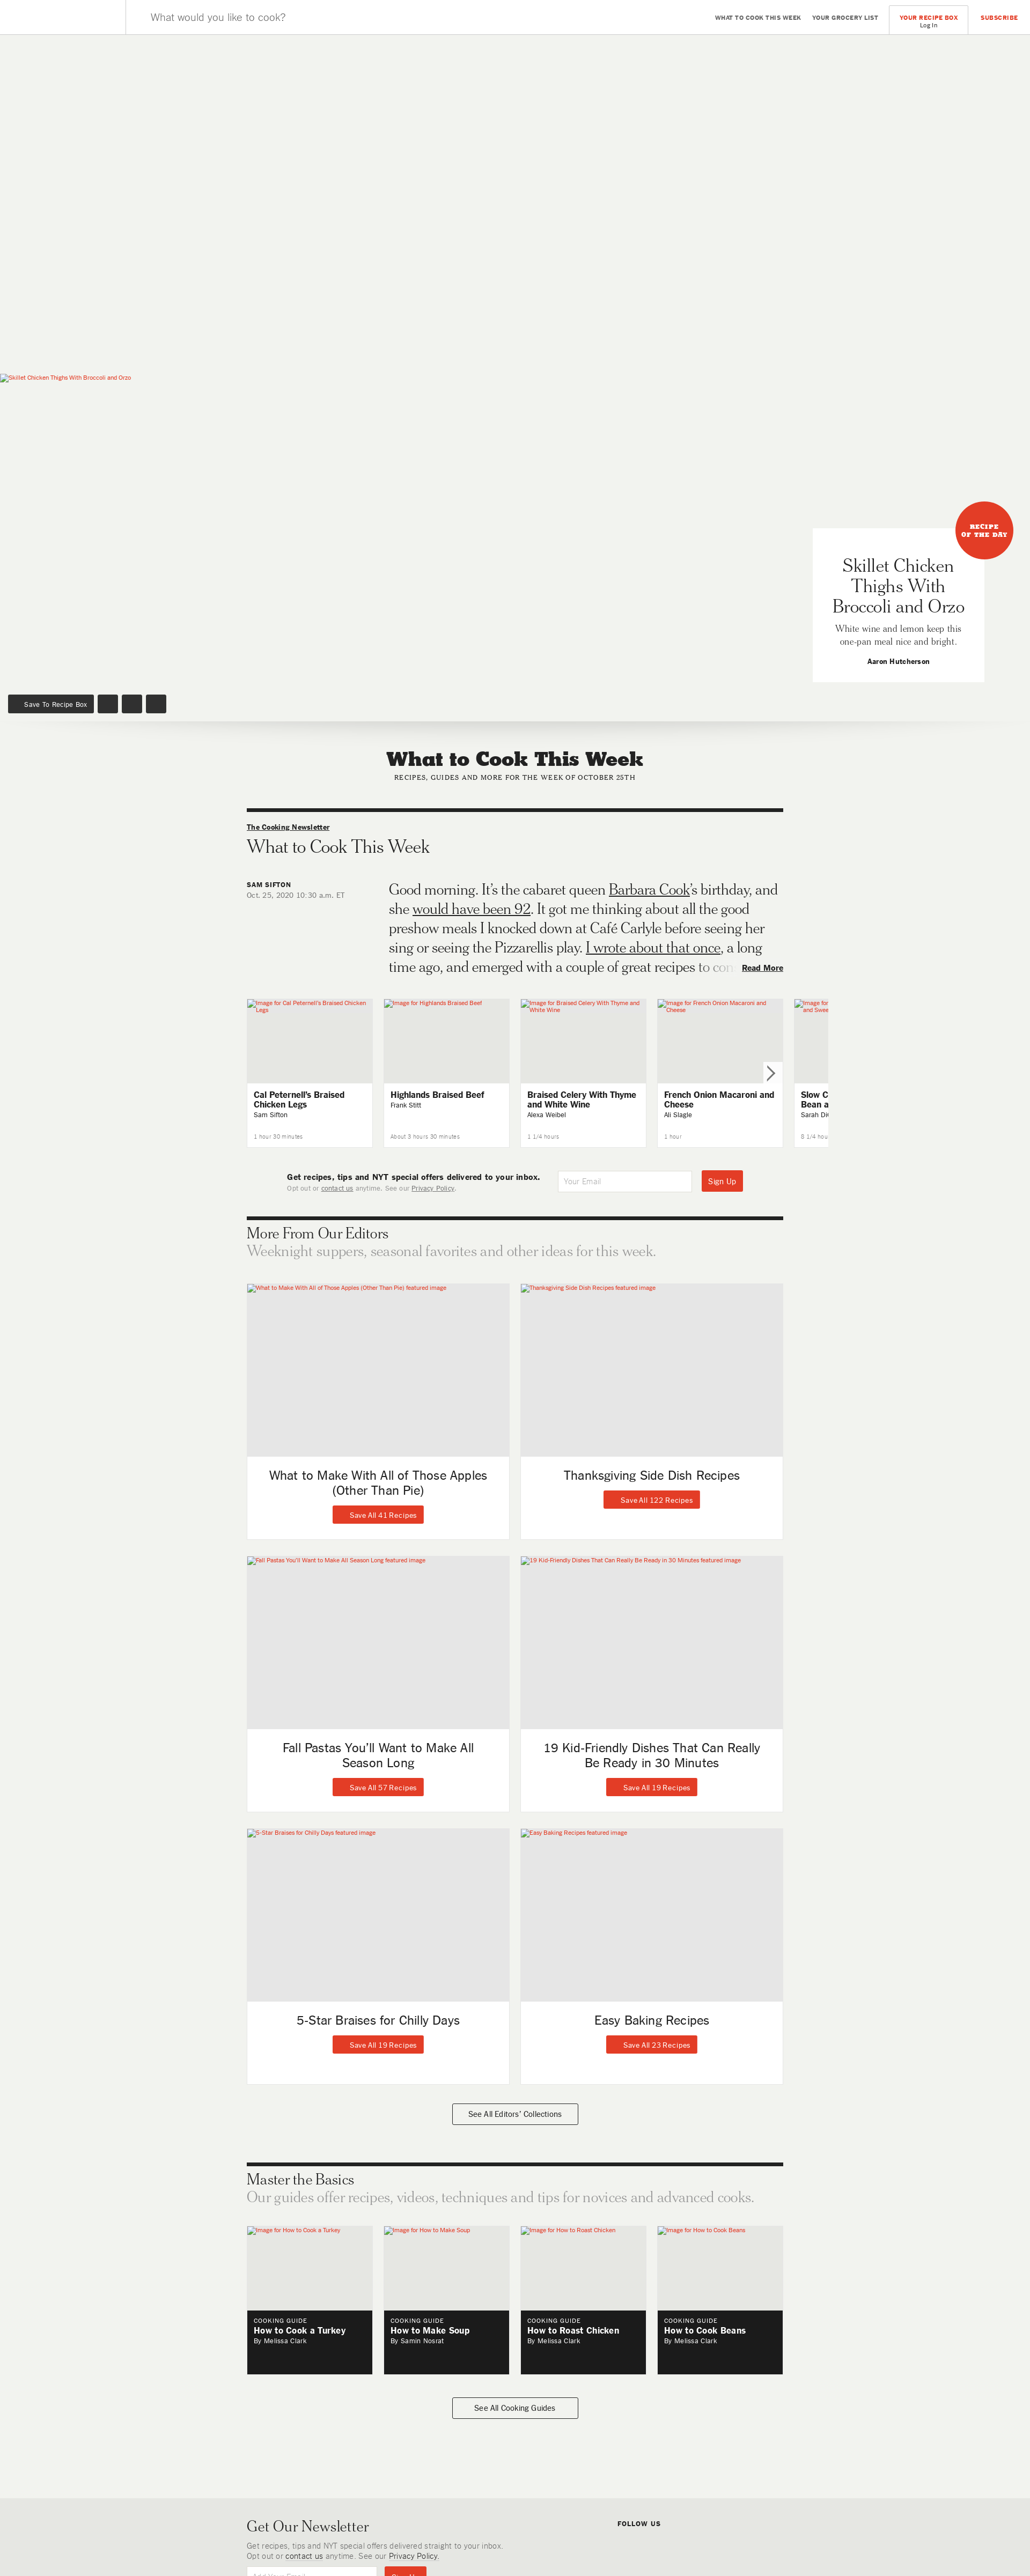 What would you like to cook?
WHAT TO COOK THIS WEEK
YOUR GROCERY LIST
YOUR RECIPE BOX
Log In
SUBSCRIBE
Skillet Chicken Thighs With Broccoli and Orzo
RECIPE
OF THE DAY
Skillet Chicken
Thighs With
Broccoli and Orzo
White wine and lemon keep this
one-pan meal nice and bright.
Aaron Hutcherson
Save To Recipe Box
What to Cook This Week
RECIPES, GUIDES AND MORE FOR THE WEEK OF OCTOBER 25TH
The Cooking Newsletter
What to Cook This Week
SAM SIFTON
Oct. 25, 2020 10:30 a.m. ET
Good morning. It’s the cabaret queen Barbara Cook’s birthday, and
she would have been 92. It got me thinking about all the good
preshow meals I knocked down at Café Carlyle before seeing her
sing or seeing the Pizzarellis play. I wrote about that once, a long
time ago, and emerged with a couple of great recipes to con
Read More
Image for Cal Peternell’s Braised Chicken
Legs
Cal Peternell’s Braised
Chicken Legs
Sam Sifton
1 hour 30 minutes
Image for Highlands Braised Beef
Highlands Braised Beef
Frank Stitt
About 3 hours 30 minutes
Image for Braised Celery With Thyme and
White Wine
Braised Celery With Thyme
and White Wine
Alexa Weibel
1 1/4 hours
Image for French Onion Macaroni and
Cheese
French Onion Macaroni and
Cheese
Ali Slagle
1 hour
Image for
and Swee
Slow C
Bean a
Sarah Di
8 1/4 hou
Get recipes, tips and NYT special offers delivered to your inbox.
Opt out or contact us anytime. See our Privacy Policy.
Your Email
Sign Up
More From Our Editors
Weeknight suppers, seasonal favorites and other ideas for this week.
What to Make With All of Those Apples (Other Than Pie) featured image
What to Make With All of Those Apples
(Other Than Pie)
Save All 41 Recipes
Thanksgiving Side Dish Recipes featured image
Thanksgiving Side Dish Recipes
Save All 122 Recipes
Fall Pastas You’ll Want to Make All Season Long featured image
Fall Pastas You’ll Want to Make All
Season Long
Save All 57 Recipes
19 Kid-Friendly Dishes That Can Really Be Ready in 30 Minutes featured image
19 Kid-Friendly Dishes That Can Really
Be Ready in 30 Minutes
Save All 19 Recipes
5-Star Braises for Chilly Days featured image
5-Star Braises for Chilly Days
Save All 19 Recipes
Easy Baking Recipes featured image
Easy Baking Recipes
Save All 23 Recipes
See All Editors’ Collections
Master the Basics
Our guides offer recipes, videos, techniques and tips for novices and advanced cooks.
Image for How to Cook a Turkey
COOKING GUIDE
How to Cook a Turkey
By Melissa Clark
Image for How to Make Soup
COOKING GUIDE
How to Make Soup
By Samin Nosrat
Image for How to Roast Chicken
COOKING GUIDE
How to Roast Chicken
By Melissa Clark
Image for How to Cook Beans
COOKING GUIDE
How to Cook Beans
By Melissa Clark
See All Cooking Guides
Get Our Newsletter
Get recipes, tips and NYT special offers delivered straight to your inbox.
Opt out or contact us anytime. See our Privacy Policy.
FOLLOW US